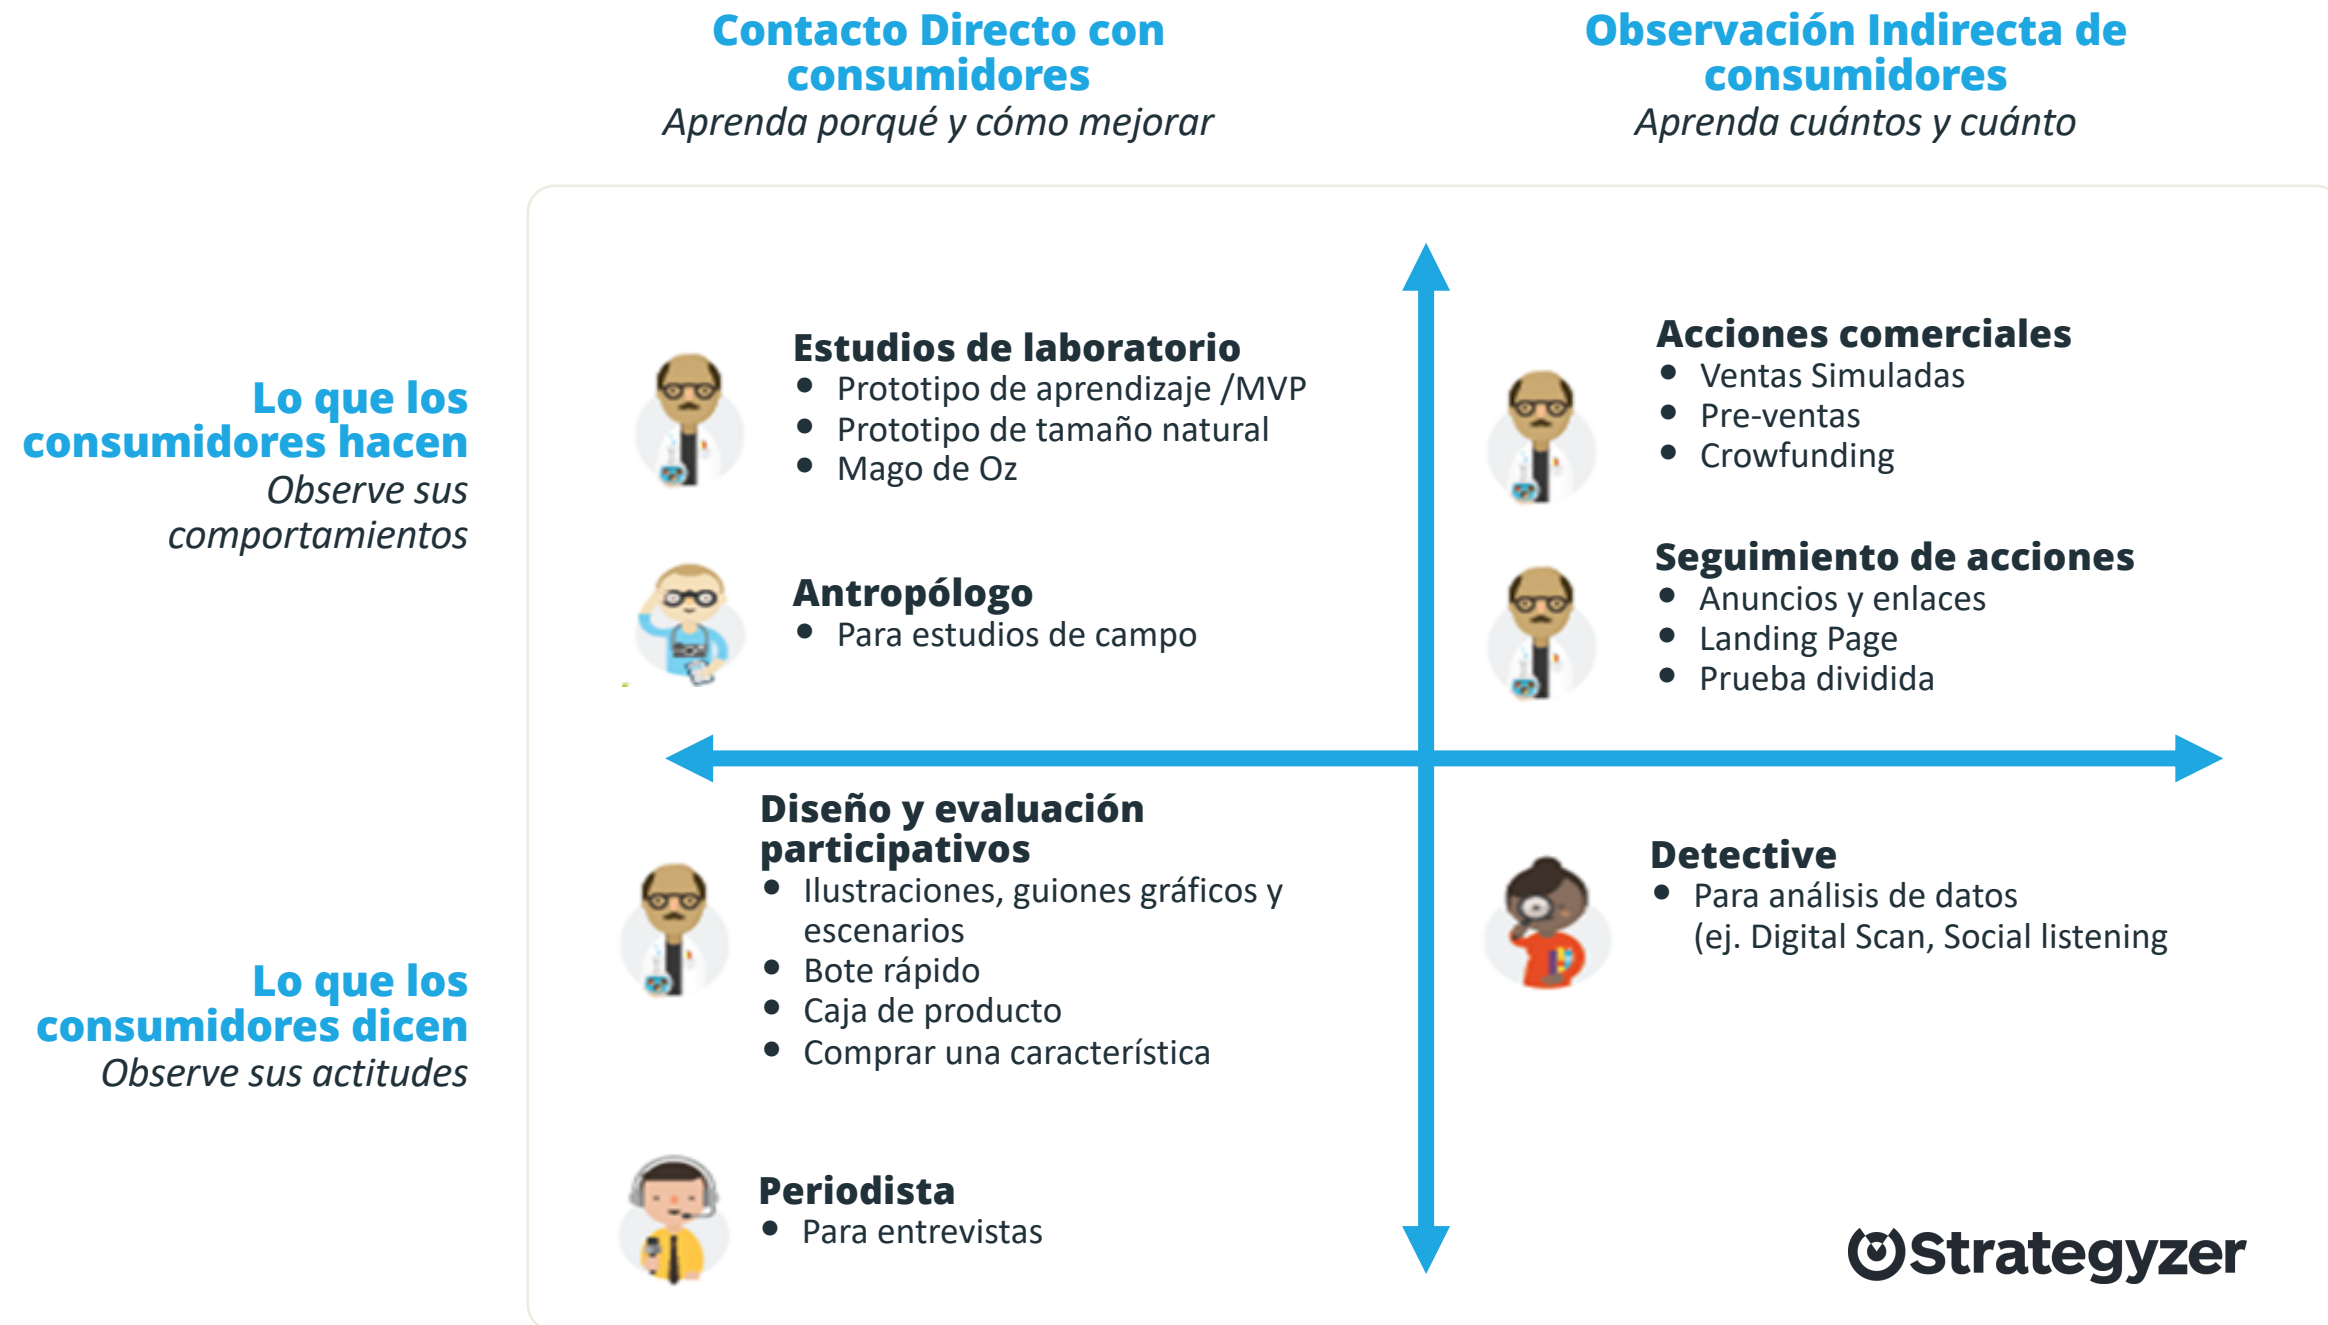 Contacto Directo con
consumidores
Aprenda porqué y cómo mejorar
Observación Indirecta de
consumidores
Aprenda cuántos y cuánto
Lo que los
consumidores hacen
Observe sus
comportamientos
Estudios de laboratorio
• Prototipo de aprendizaje /MVP
• Prototipo de tamaño natural
• Mago de Oz
Antropólogo
• Para estudios de campo
Acciones comerciales
• Ventas Simuladas
• Pre-ventas
• Crowfunding
Seguimiento de acciones
• Anuncios y enlaces
• Landing Page
• Prueba dividida
Lo que los
consumidores dicen
Observe sus actitudes
Diseño y evaluación
participativos
• Ilustraciones, guiones gráficos y
escenarios
• Bote rápido
• Caja de producto
• Comprar una característica
Periodista
• Para entrevistas
Detective
• Para análisis de datos
(ej. Digital Scan, Social listening
Strategyzer